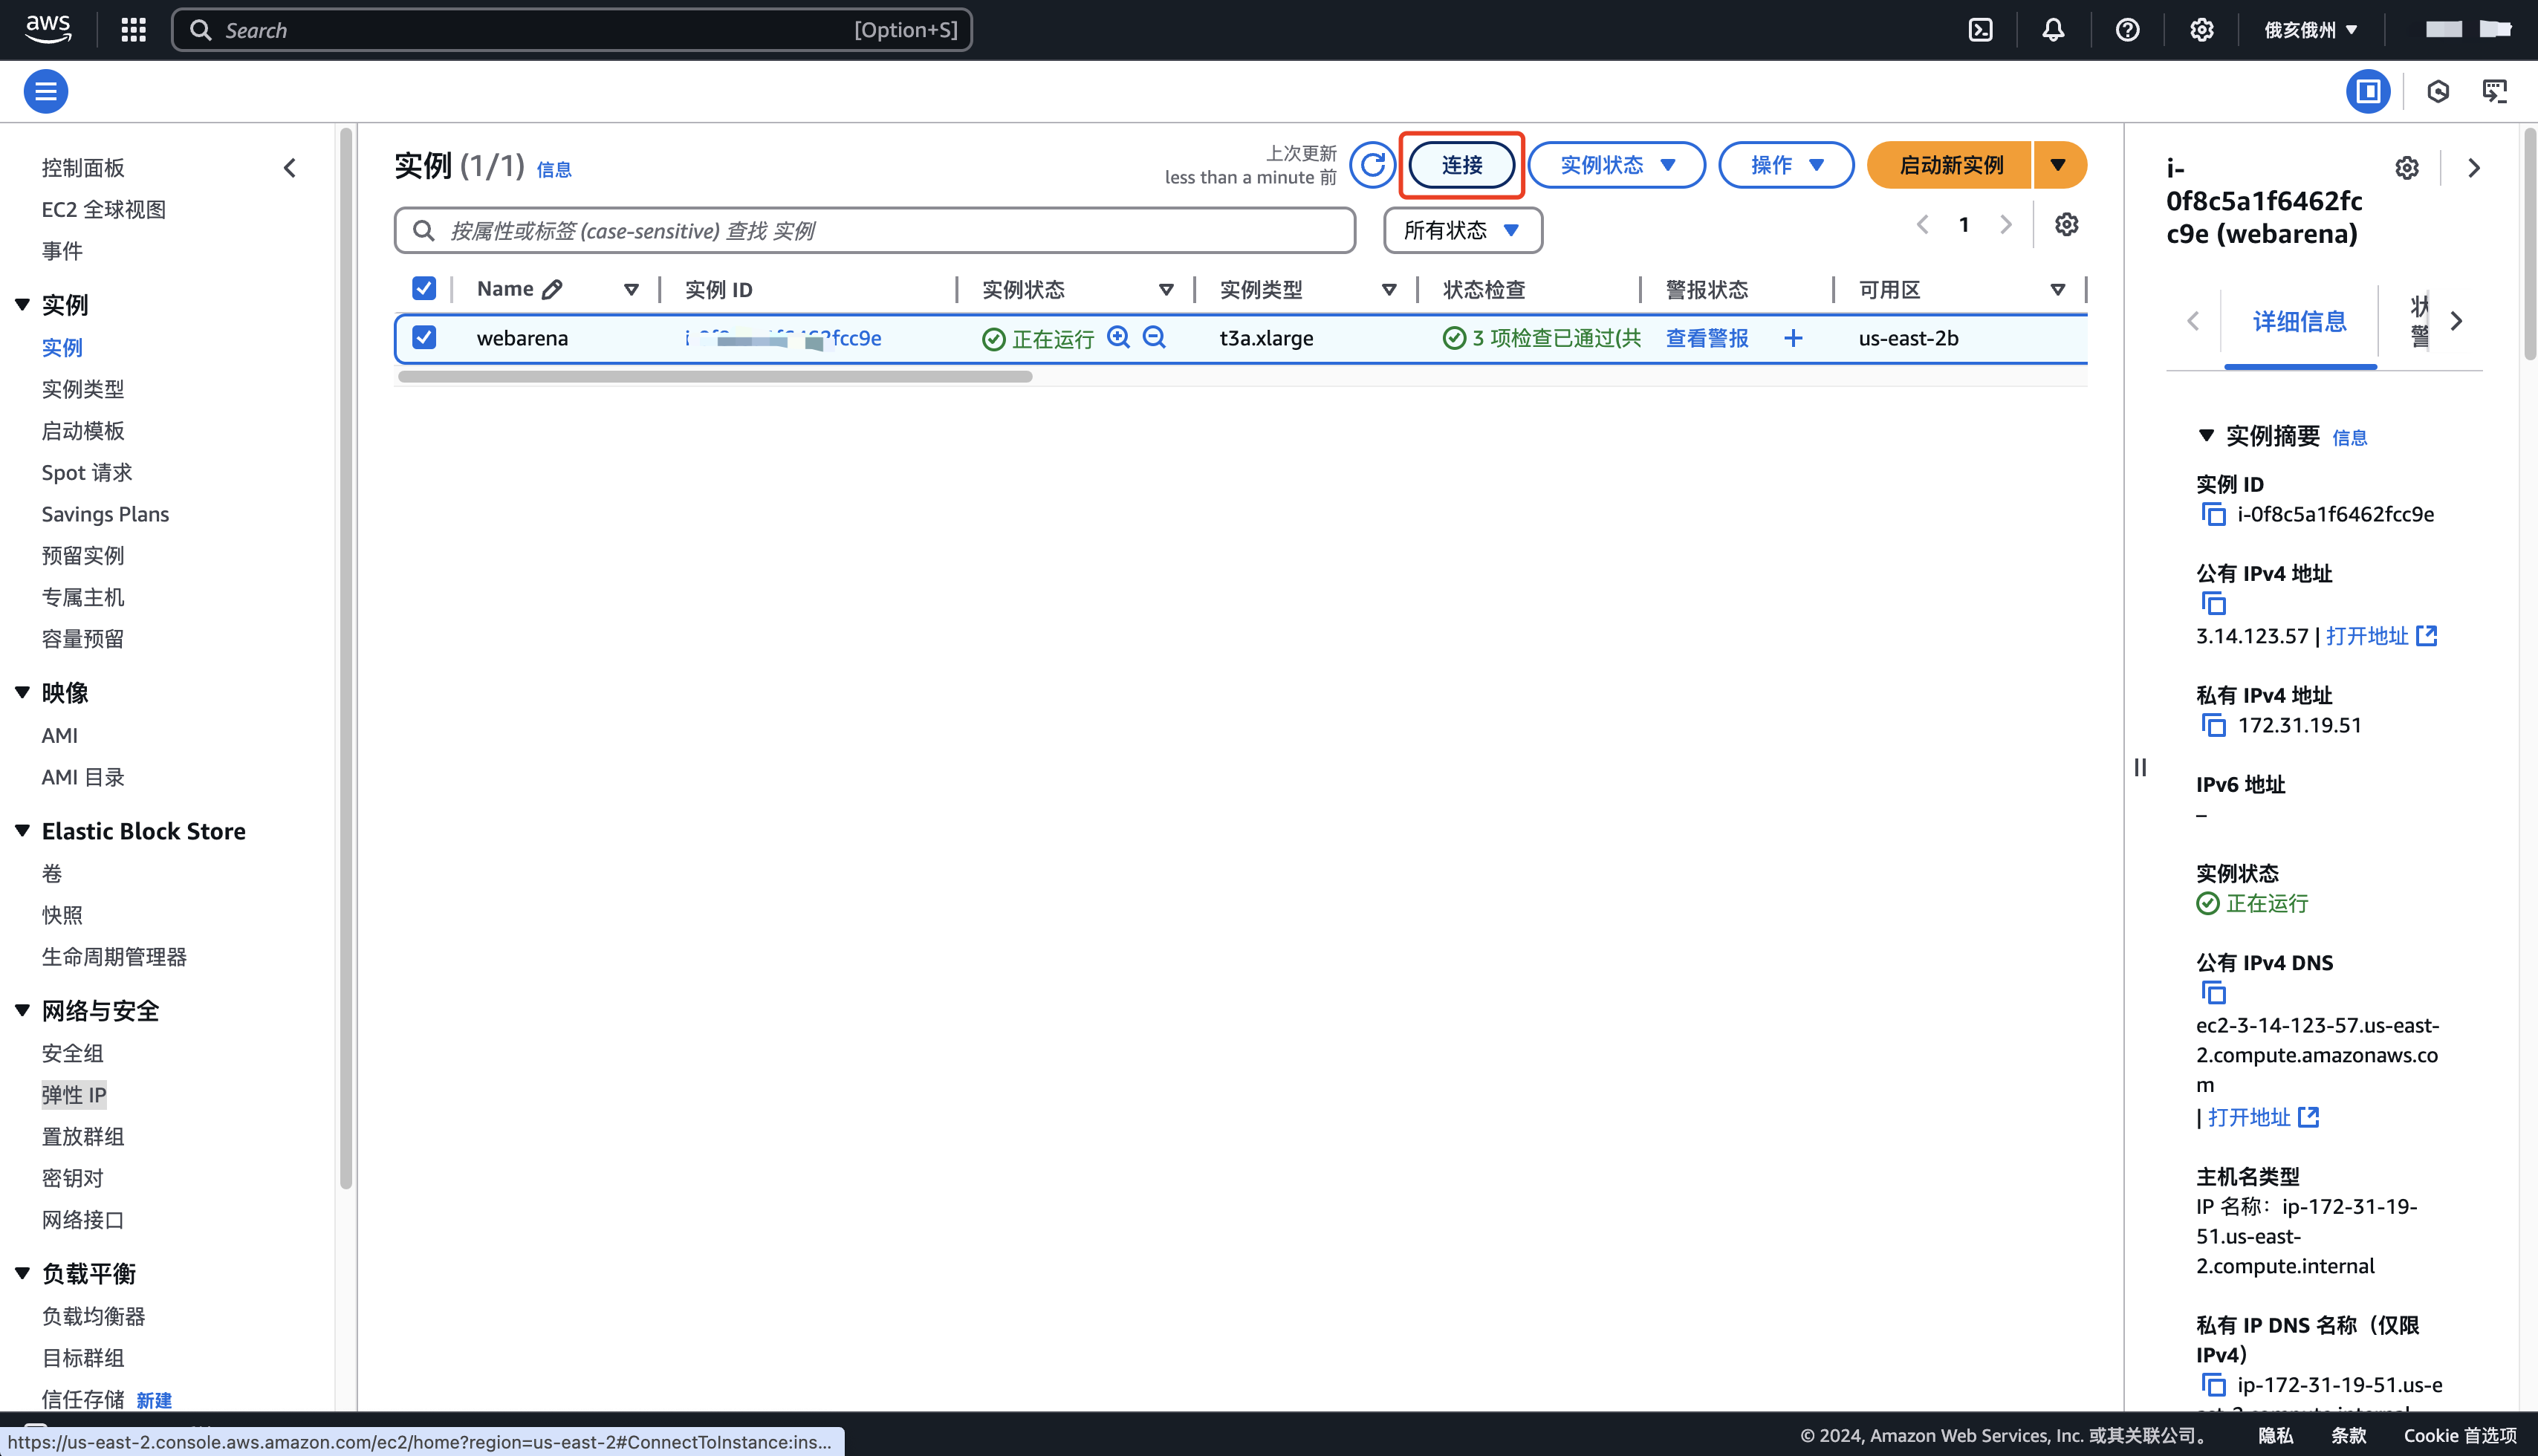 aws
Search
[Option+S]
俄亥俄州
控制面板
EC2 全球视图
事件
实例
实例
实例类型
启动模板
Spot 请求
Savings Plans
预留实例
专属主机
容量预留
映像
AMI
AMI 目录
Elastic Block Store
卷
快照
生命周期管理器
网络与安全
安全组
弹性 IP
置放群组
密钥对
网络接口
负载平衡
负载均衡器
目标群组
信任存储 新建
实例 (1/1) 信息
上次更新
less than a minute 前
连接
实例状态
操作
启动新实例
按属性或标签 (case-sensitive) 查找 实例
所有状态
1
Name 实例 ID 实例状态 实例类型 状态检查 警报状态 可用区
webarena fcc9e 正在运行 t3a.xlarge 3 项检查已通过(共 查看警报 + us-east-2b
i-
0f8c5a1f6462fc
c9e (webarena)
详细信息
状
警
实例摘要 信息
实例 ID
i-0f8c5a1f6462fcc9e
公有 IPv4 地址
3.14.123.57 | 打开地址
私有 IPv4 地址
172.31.19.51
IPv6 地址
–
实例状态
正在运行
公有 IPv4 DNS
ec2-3-14-123-57.us-east-
2.compute.amazonaws.co
m
| 打开地址
主机名类型
IP 名称：ip-172-31-19-
51.us-east-
2.compute.internal
私有 IP DNS 名称（仅限
IPv4）
ip-172-31-19-51.us-e
https://us-east-2.console.aws.amazon.com/ec2/home?region=us-east-2#ConnectToInstance:ins...
© 2024, Amazon Web Services, Inc. 或其关联公司。
隐私
条款
Cookie 首选项